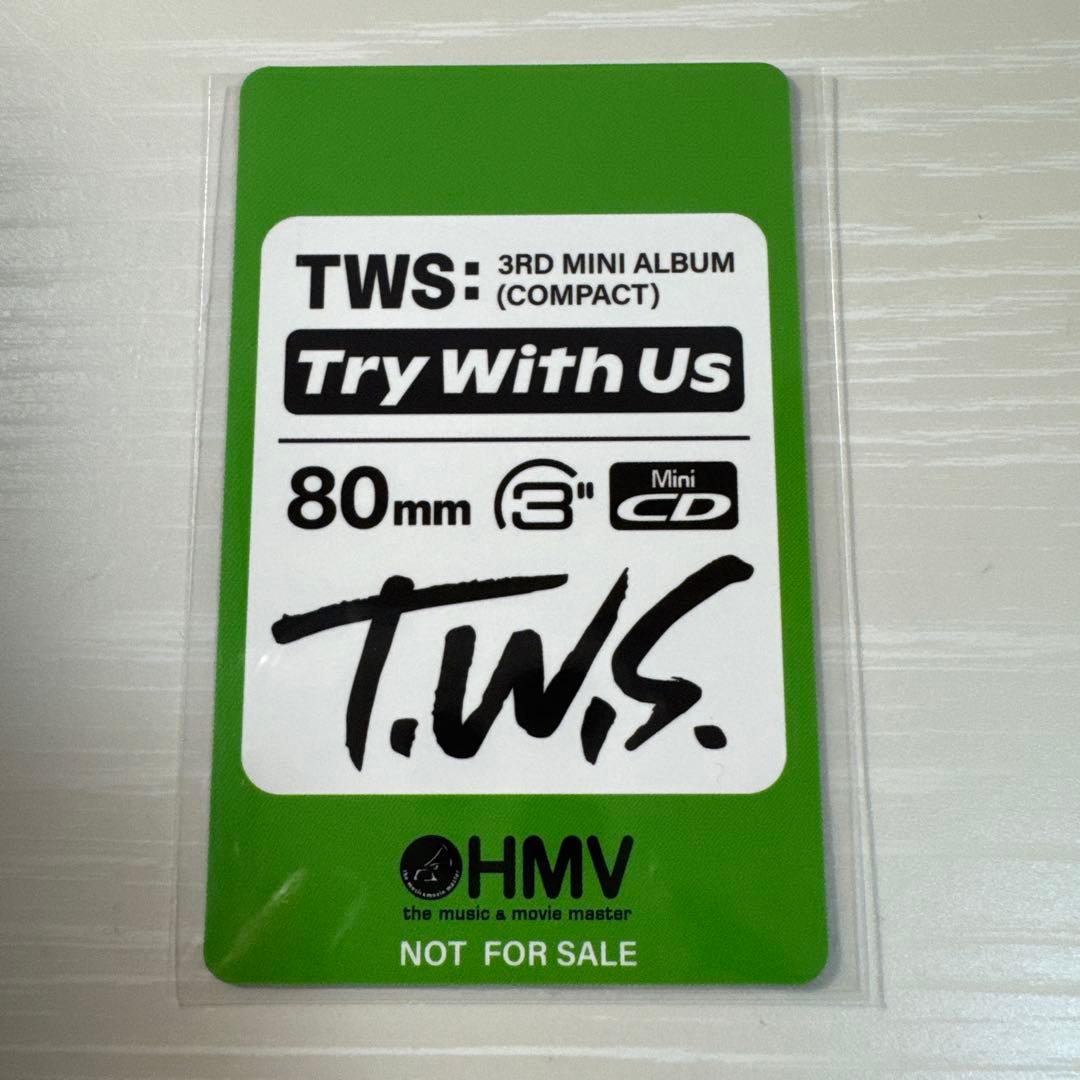 TWS: 3RD MINI ALBUM
(COMPACT)
Try With Us
80mm 3" Mini CD
T.W.S.
HMV
the music & movie master
NOT FOR SALE